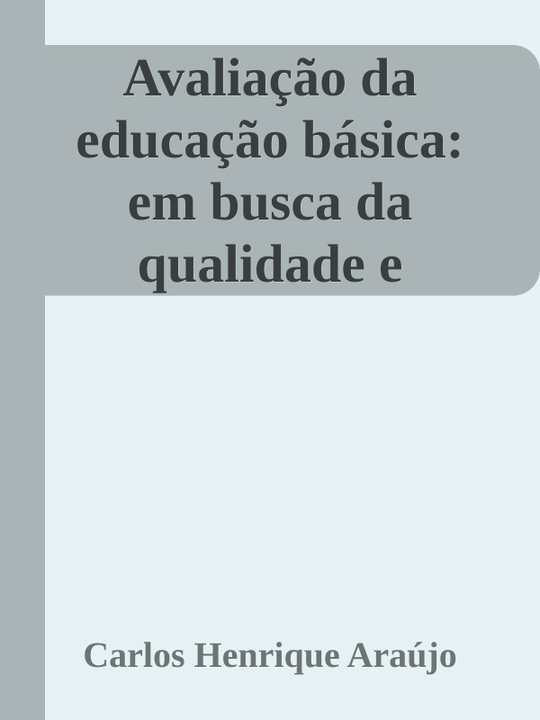 Avaliação da
educação básica:
em busca da
qualidade e
Carlos Henrique Araújo